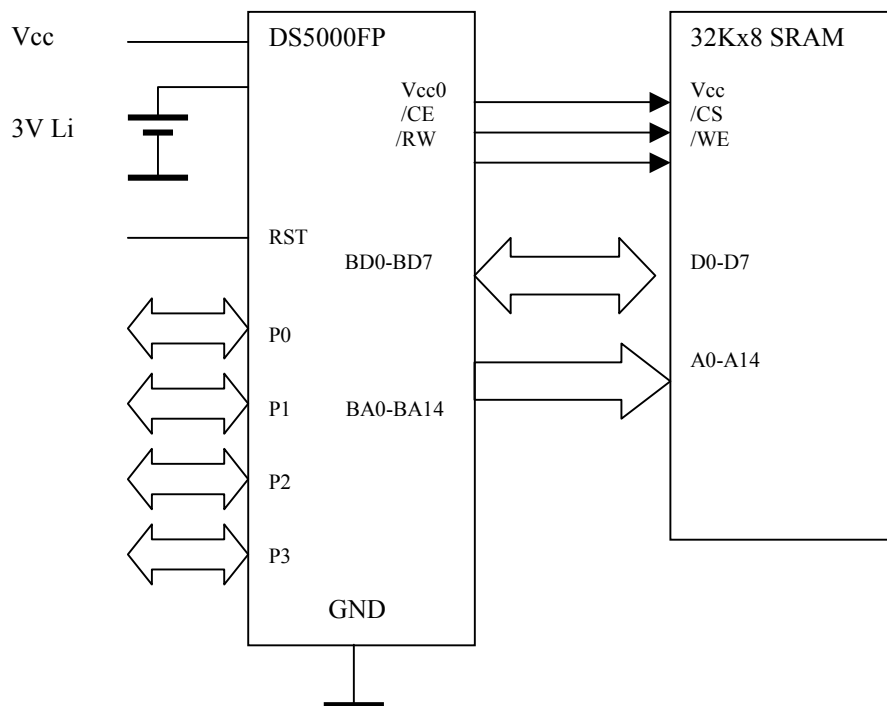 Vcc
DS5000FP
32Kx8 SRAM
Vcc0
/CE
/RW
Vcc
/CS
/WE
3V Li
RST
BD0-BD7
D0-D7
P0
A0-A14
P1
BA0-BA14
P2
P3
GND